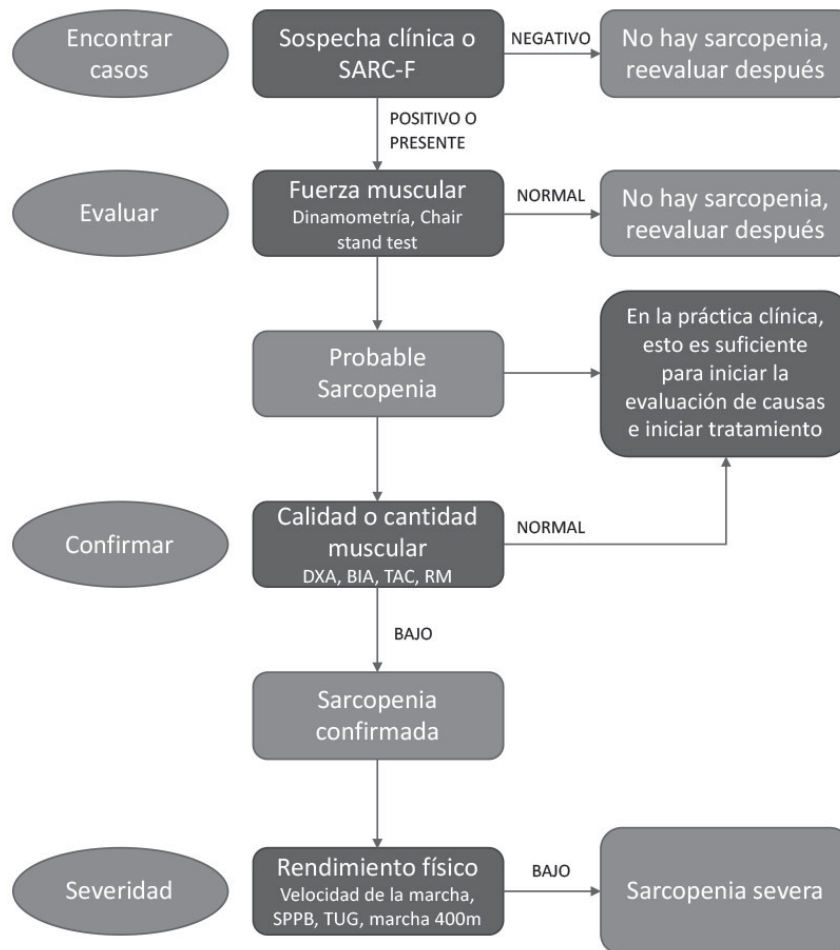 Encontrar
casos
Sospecha clínica o
SARC-F
NEGATIVO
No hay sarcopenia,
reevaluar después
POSITIVO O
PRESENTE
Evaluar
Fuerza muscular
Dinamometría, Chair
stand test
NORMAL
No hay sarcopenia,
reevaluar después
Probable
Sarcopenia
En la práctica clínica,
esto es suficiente
para iniciar la
evaluación de causas
e iniciar tratamiento
Confirmar
Calidad o cantidad
muscular
DXA, BIA, TAC, RM
NORMAL
BAJO
Sarcopenia
confirmada
Severidad
Rendimiento físico
Velocidad de la marcha,
SPPB, TUG, marcha 400m
BAJO
Sarcopenia severa